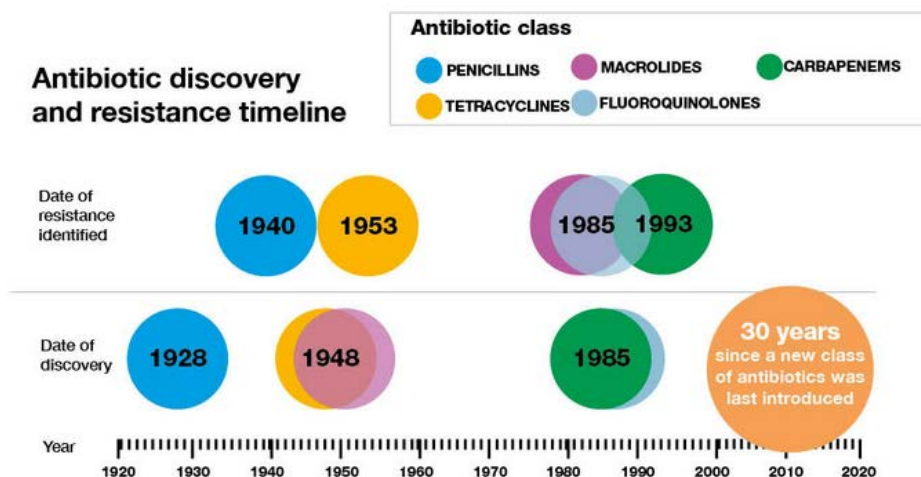 Antibiotic discovery
and resistance timeline
Antibiotic class
PENICILLINS
MACROLIDES
CARBAPENEMS
TETRACYCLINES
FLUOROQUINOLONES
Date of
resistance
identified
1940
1953
1985
1993
Date of
discovery
1928
1948
1985
30 years
since a new class
of antibiotics was
last introduced
Year
1920 1930 1940 1950 1960 1970 1980 1990 2000 2010 2020